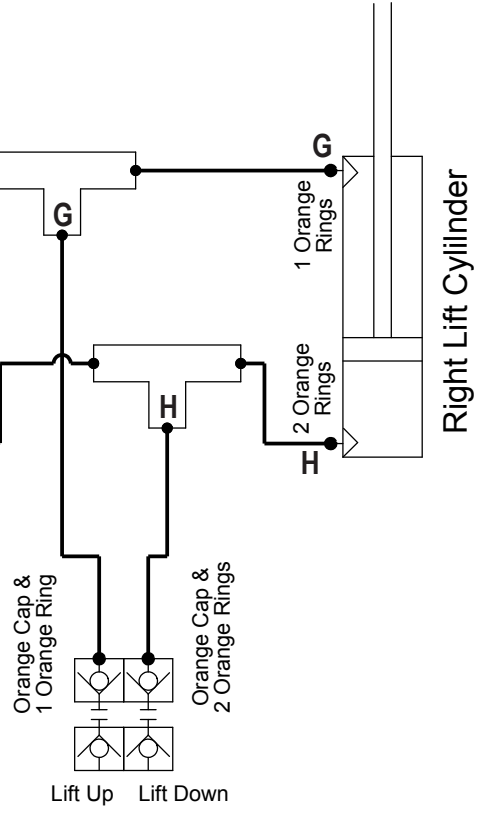 G
G
1 Orange
Rings
Right Lift Cylilnder
H
2 Orange
Rings
H
Orange Cap &
1 Orange Ring
Orange Cap &
2 Orange Rings
Lift Up
Lift Down